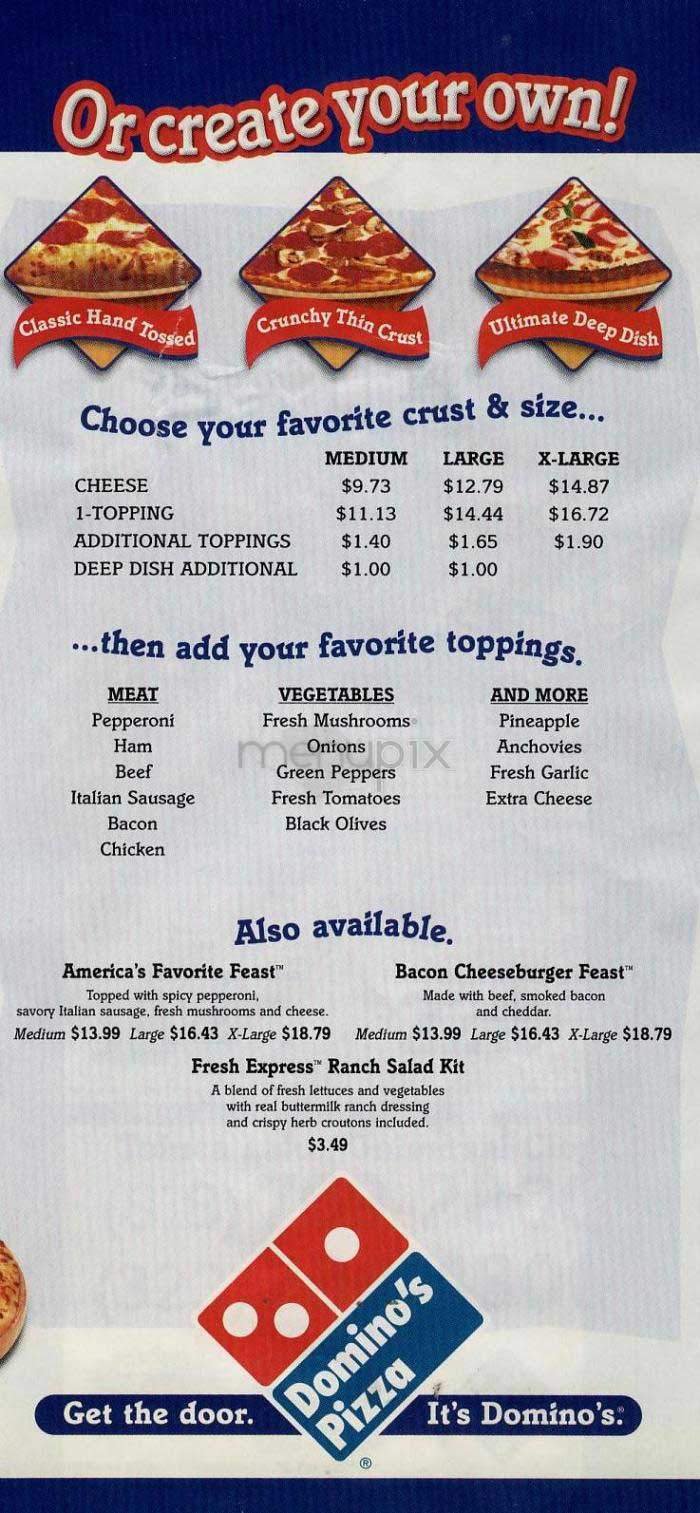 Or create your own!
Classic Hand Tossed
Crunchy Thin Crust
Ultimate Deep Dish
Choose your favorite crust & size...
MEDIUM LARGE X-LARGE
CHEESE $9.73 $12.79 $14.87
1-TOPPING $11.13 $14.44 $16.72
ADDITIONAL TOPPINGS $1.40 $1.65 $1.90
DEEP DISH ADDITIONAL $1.00 $1.00
...then add your favorite toppings.
MEAT
Pepperoni
Ham
Beef
Italian Sausage
Bacon
Chicken
VEGETABLES
Fresh Mushrooms
Onions
Green Peppers
Fresh Tomatoes
Black Olives
AND MORE
Pineapple
Anchovies
Fresh Garlic
Extra Cheese
menupix
Also available.
America's Favorite Feast™
Topped with spicy pepperoni,
savory Italian sausage, fresh mushrooms and cheese.
Medium $13.99 Large $16.43 X-Large $18.79
Bacon Cheeseburger Feast™
Made with beef, smoked bacon
and cheddar.
Medium $13.99 Large $16.43 X-Large $18.79
Fresh Express™ Ranch Salad Kit
A blend of fresh lettuces and vegetables
with real buttermilk ranch dressing
and crispy herb croutons included.
$3.49
Domino's
Pizza
®
Get the door. It's Domino's.®